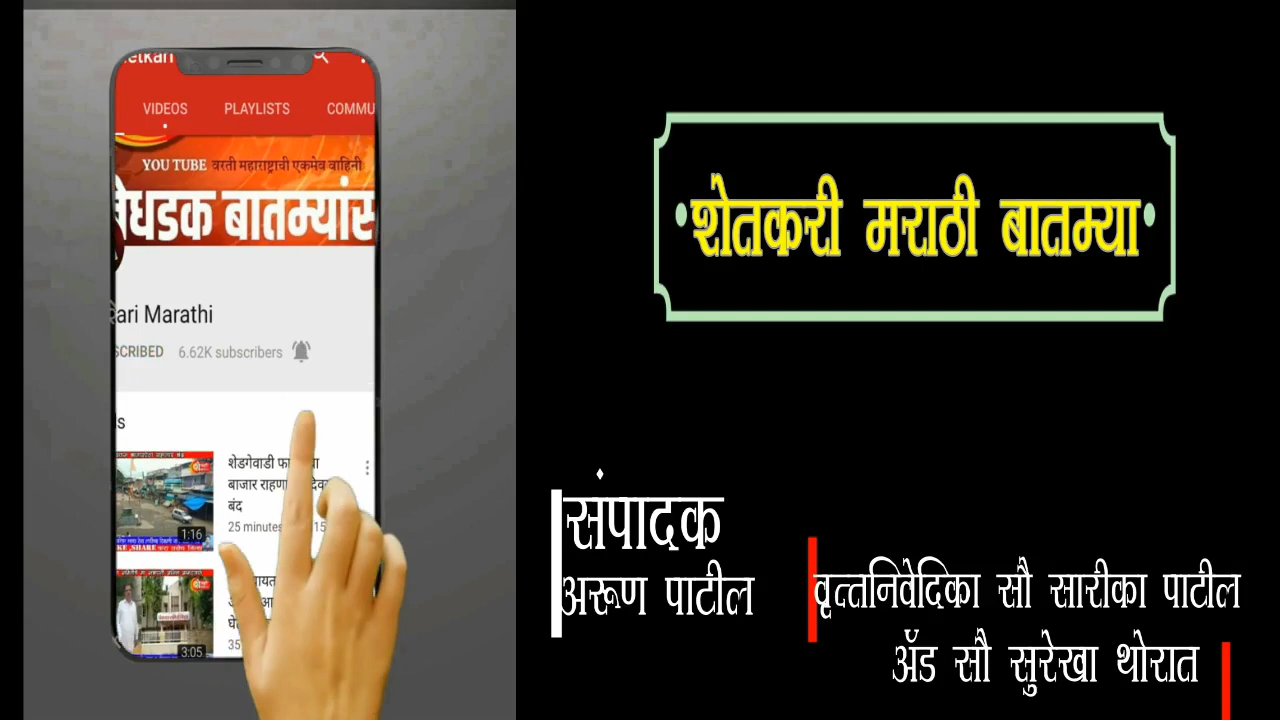 VIDEOS PLAYLISTS COMMU
YOU TUBE वरती महाराष्ट्राची एकमेव वाहिनी
बातम्यांस
ari Marathi
SCRIBED 6.62K subscribers
शेडगेवाडी
बाजार
बंद
25 minutes
1:16
3:05
शेतकरी मराठी बातम्या
संपादक
अरूण पाटील
वृत्तनिवेदिका सौ सारीका पाटील
ॲड सौ सुरेखा थोरात